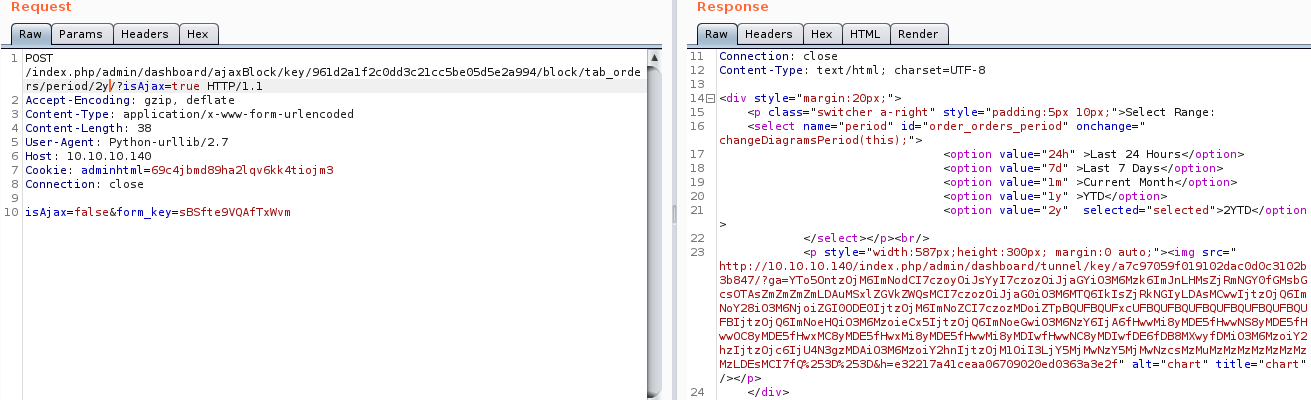 Request
Raw Params Headers Hex
1 POST
/index.php/admin/dashboard/ajaxBlock/key/961d2a1f2c0dd3c21cc5be05d5e2a994/block/tab_orde
rs/period/2y/?isAjax=true HTTP/1.1
2 Accept-Encoding: gzip, deflate
3 Content-Type: application/x-www-form-urlencoded
4 Content-Length: 38
5 User-Agent: Python-urllib/2.7
6 Host: 10.10.10.140
7 Cookie: adminhtml=69c4jbmd89ha2lqv6kk4tiojm3
8 Connection: close
9
10 isAjax=false&form_key=sBSfte9VQAfTxWvm
Response
Raw Headers Hex HTML Render
11 Connection: close
12 Content-Type: text/html; charset=UTF-8
13
14 <div style="margin:20px;">
15 <p class="switcher a-right" style="padding:5px 10px;">Select Range:
16 <select name="period" id="order_orders_period" onchange="
changeDiagramsPeriod(this);">
17 <option value="24h" >Last 24 Hours</option>
18 <option value="7d" >Last 7 Days</option>
19 <option value="1m" >Current Month</option>
20 <option value="1y" >YTD</option>
21 <option value="2y" selected="selected">2YTD</option
>
22 </select></p><br/>
23 <p style="width:587px;height:300px; margin:0 auto;"><img src="
http://10.10.10.140/index.php/admin/dashboard/tunnel/key/a7c97059f019102dac0d0c3102b
3b847/?ga=
alt="chart" title="chart"
/></p>
24 </div>